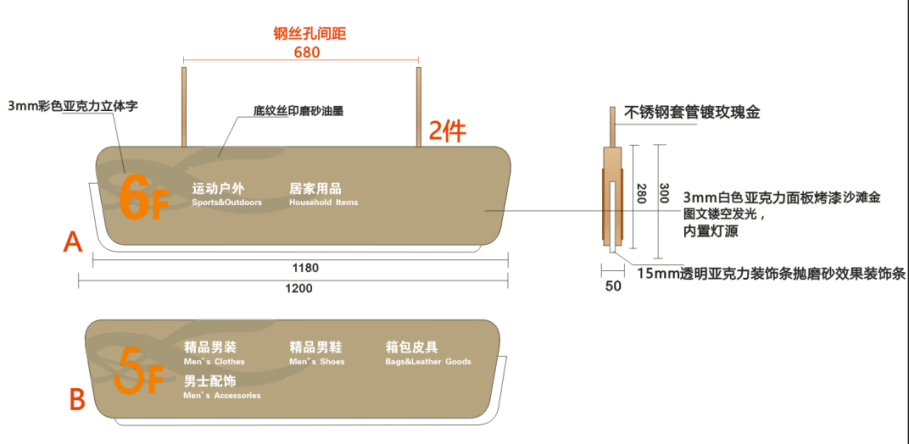 钢丝孔间距
680
3mm彩色亚克力立体字
底纹丝印磨砂油墨
2件
不锈钢套管镀玫瑰金
6F
运动户外 居家用品
Sports&Outdoors Household Items
280
300
3mm白色亚克力面板烤漆沙滩金
图文镂空发光，
内置灯源
A
1180
15mm透明亚克力装饰条抛磨砂效果装饰条
50
1200
5F
精品男装 精品男鞋 箱包皮具
Men's Clothes Men's Shoes Bags&Leather Goods
男士配饰
Men's Accessories
B